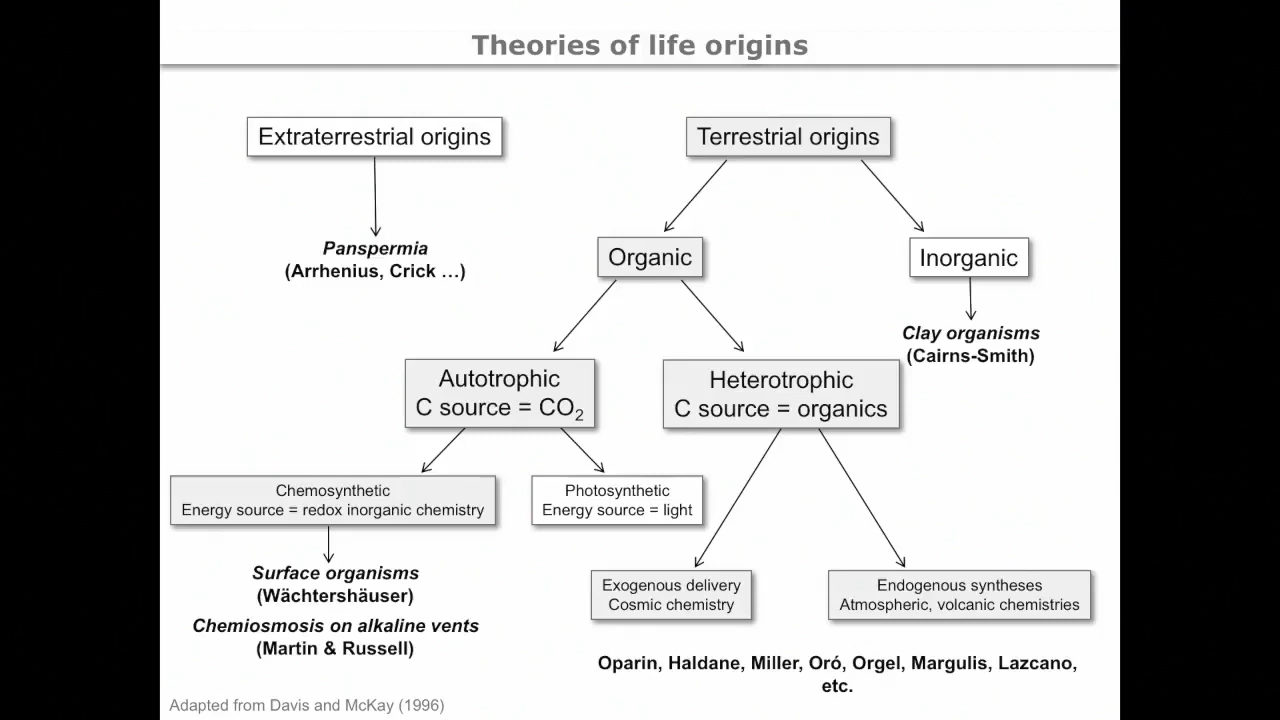 Theories of life origins
Extraterrestrial origins
Terrestrial origins
Panspermia
(Arrhenius, Crick ...)
Organic
Inorganic
Clay organisms
(Cairns-Smith)
Autotrophic
C source = CO₂
Heterotrophic
C source = organics
Chemosynthetic
Energy source = redox inorganic chemistry
Photosynthetic
Energy source = light
Surface organisms
(Wächtershäuser)
Chemiosmosis on alkaline vents
(Martin & Russell)
Exogenous delivery
Cosmic chemistry
Endogenous syntheses
Atmospheric, volcanic chemistries
Oparin, Haldane, Miller, Oró, Orgel, Margulis, Lazcano,
etc.
Adapted from Davis and McKay (1996)